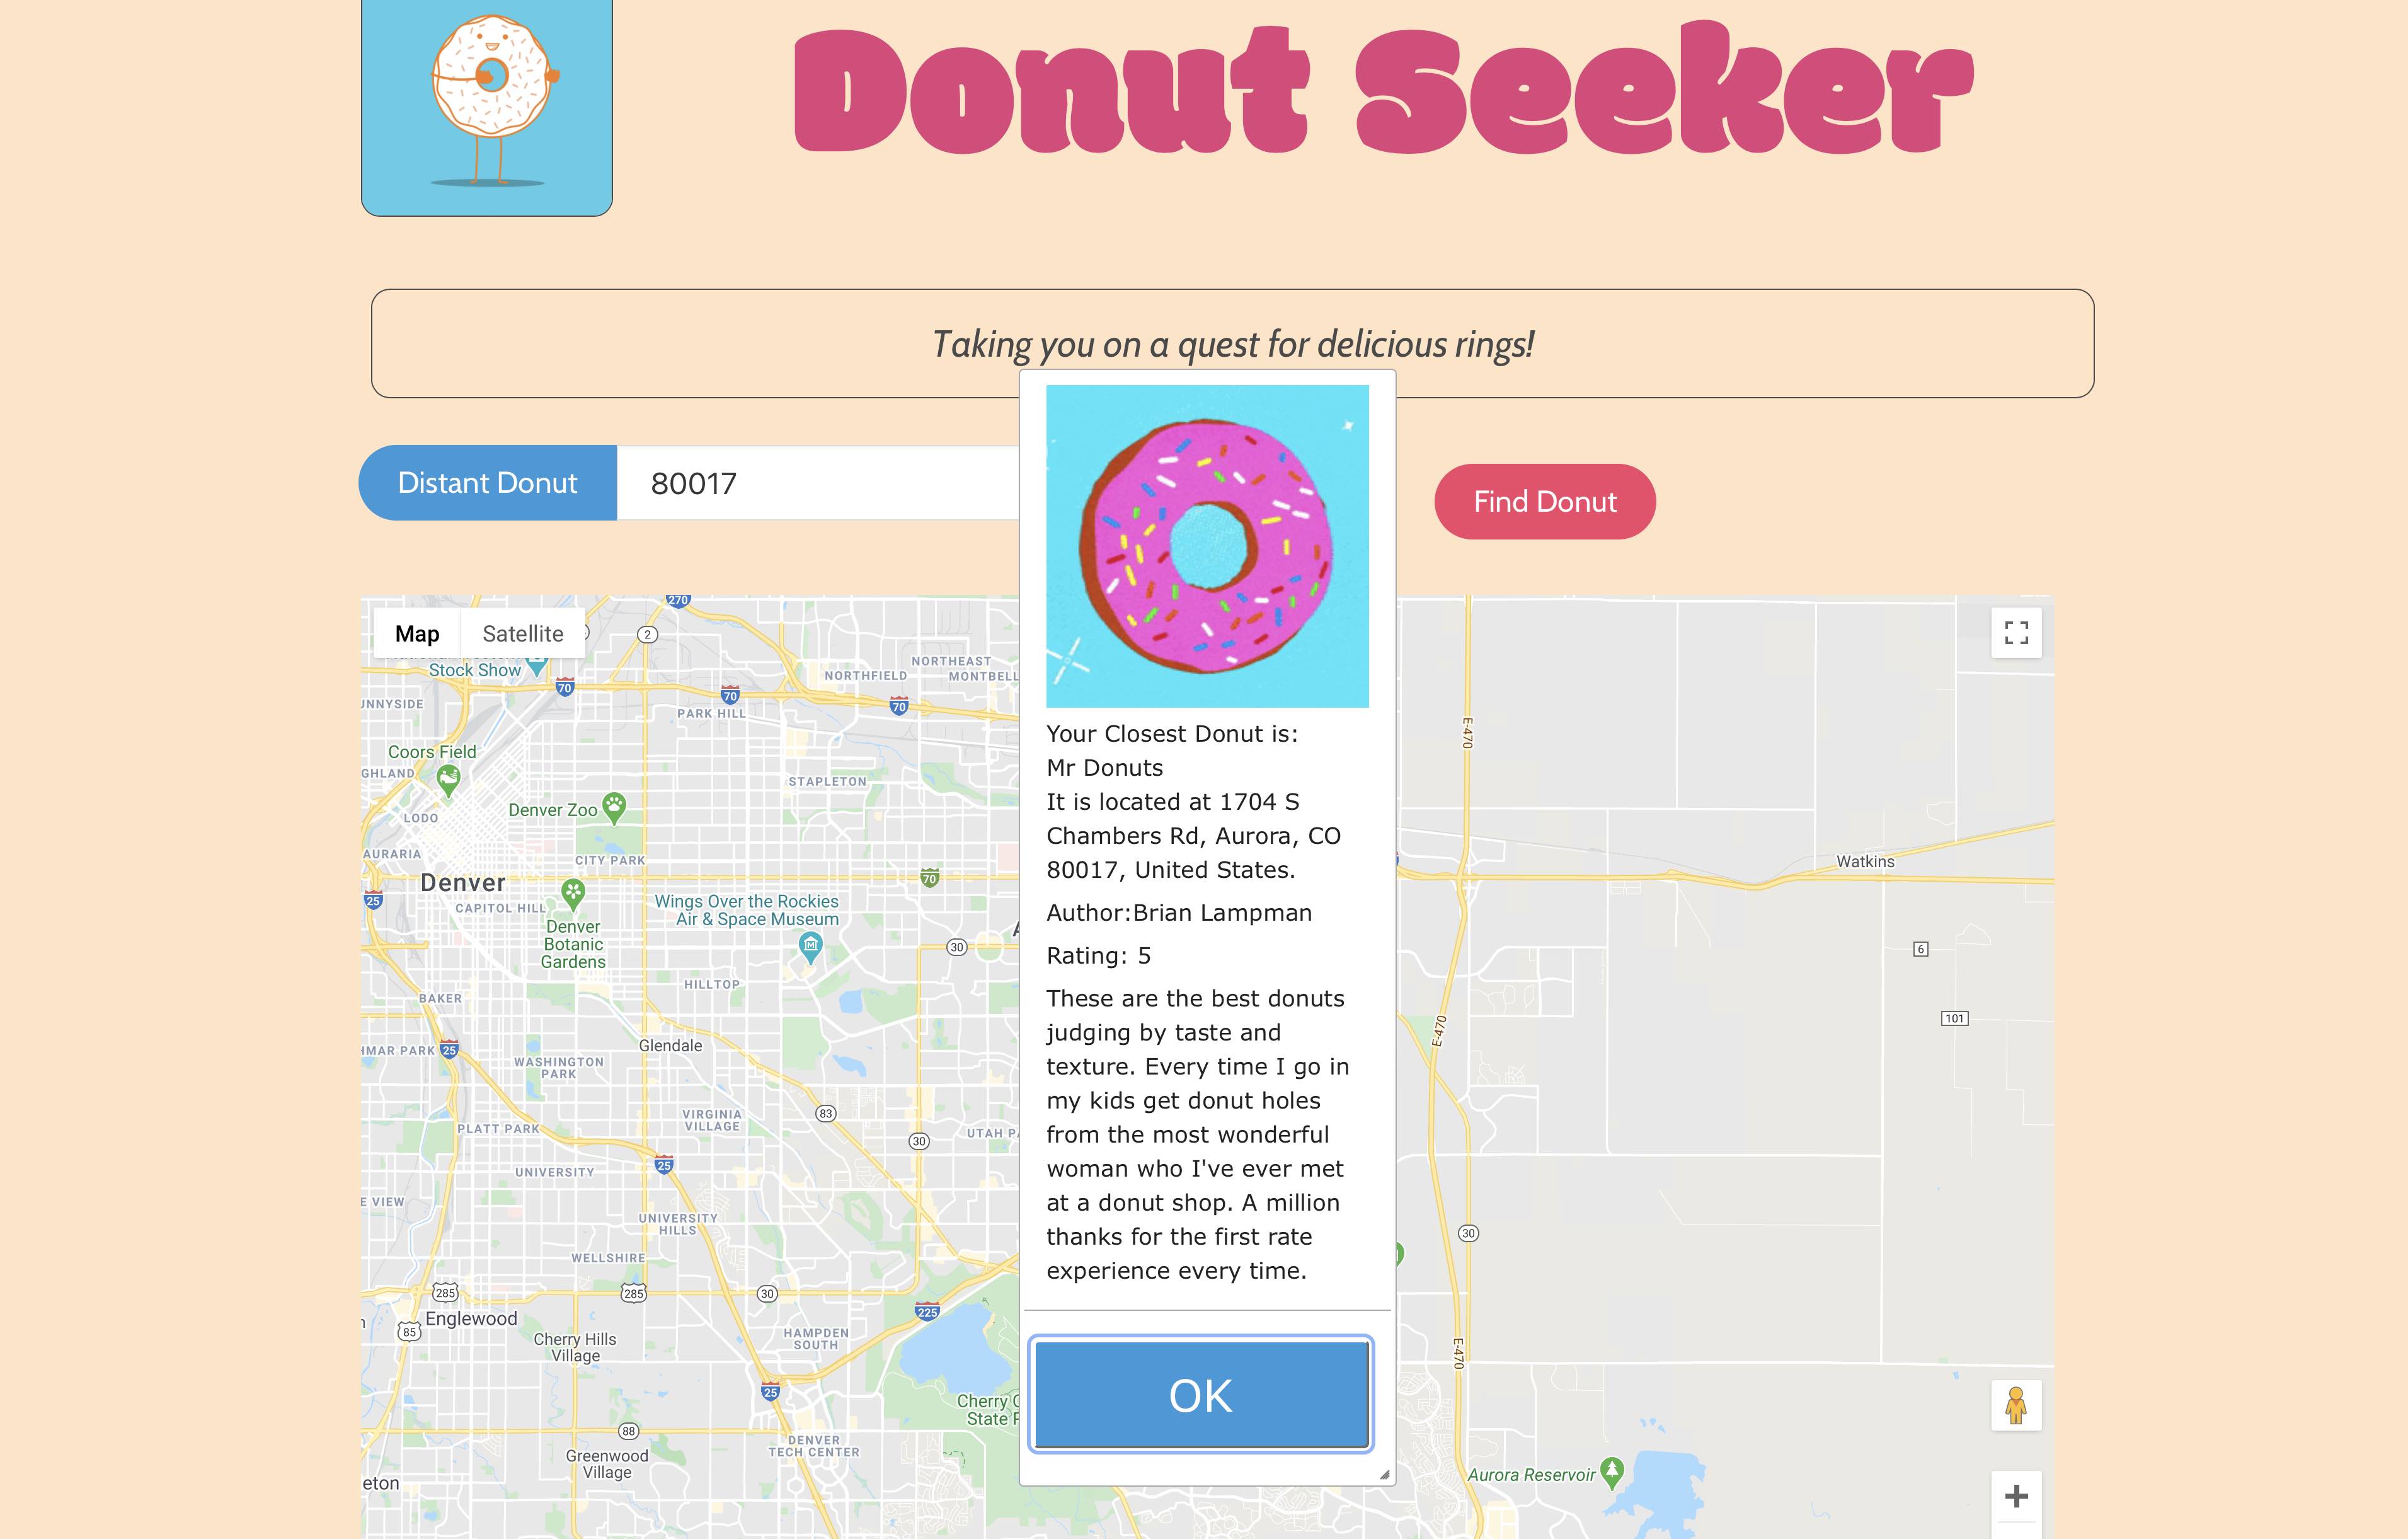 Donut Seeker
Taking you on a quest for delicious rings!
Distant Donut
80017
Find Donut
Your Closest Donut is:
Mr Donuts
It is located at 1704 S
Chambers Rd, Aurora, CO
80017, United States.
Author:Brian Lampman
Rating: 5
These are the best donuts
judging by taste and
texture. Every time I go in
my kids get donut holes
from the most wonderful
woman who I've ever met
at a donut shop. A million
thanks for the first rate
experience every time.
OK
Map
Satellite
270
2
Stock Show
70
70
70
NORTHFIELD
NORTHEAST
MONTBELL
UNNYSIDE
PARK HILL
Coors Field
GHLAND
Denver Zoo
STAPLETON
LODO
AURARIA
CITY PARK
Denver
70
25
CAPITOL HILL
Wings Over the Rockies
Air & Space Museum
Denver
Botanic
Gardens
30
HILLTOP
BAKER
HMAR PARK
25
Glendale
WASHINGTON
PARK
83
VIRGINIA
VILLAGE
PLATT PARK
30
UTAH PA
UNIVERSITY
25
E VIEW
UNIVERSITY
HILLS
WELLSHIRE
285
285
30
225
Englewood
85
Cherry Hills
Village
HAMPDEN
SOUTH
25
Cherry C
State P
88
DENVER
TECH CENTER
Greenwood
Village
eton
E-470
Watkins
6
101
E-470
30
E-470
Aurora Reservoir